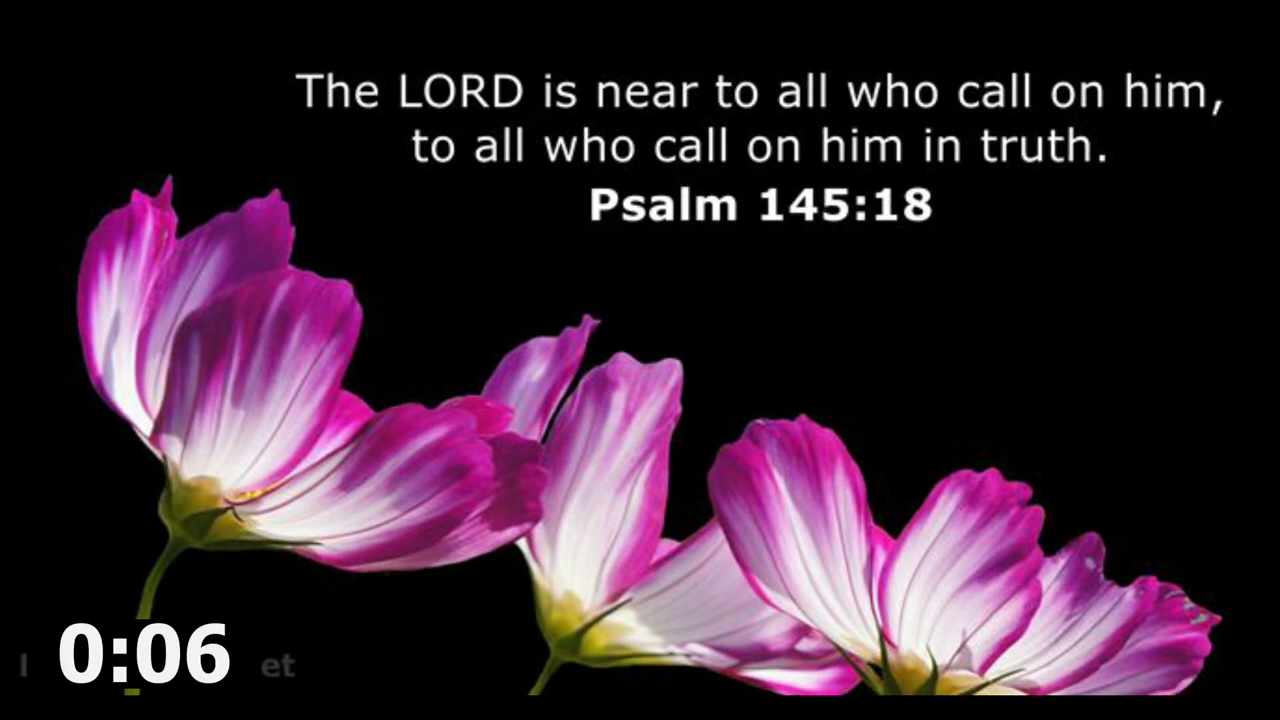 The LORD is near to all who call on him,
to all who call on him in truth.
Psalm 145:18
0:06